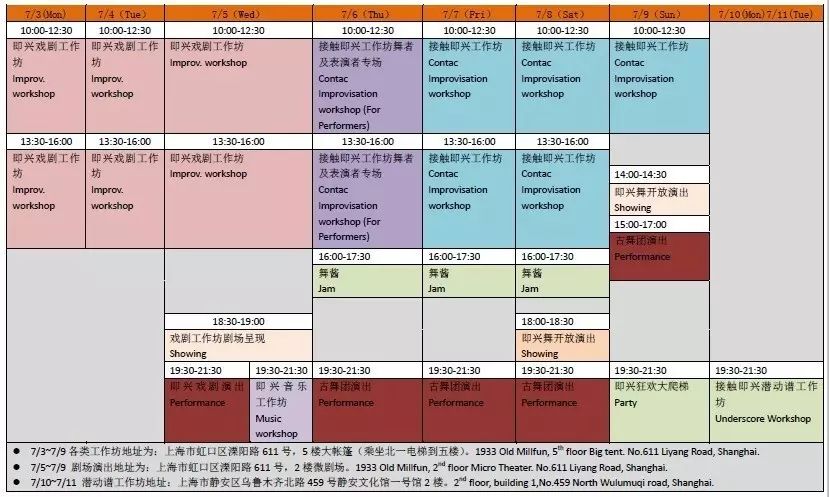 7/3(Mon) 7/4 (Tue) 7/5 (Wed) 7/6 (Thu) 7/7 (Fri) 7/8 (Sat) 7/9 (Sun) 7/10(Mon) 7/11(Tue)
10:00-12:30 10:00-12:30 10:00-12:30 10:00-12:30 10:00-12:30 10:00-12:30 10:00-12:30
即兴戏剧工作坊
Improv.
workshop
即兴戏剧工作坊
Improv.
workshop
即兴戏剧工作坊
Improv. workshop
接触即兴工作坊舞者
及表演者专场
Contac
Improvisation
workshop (For
Performers)
接触即兴工作坊
Contac
Improvisation
workshop
接触即兴工作坊
Contac
Improvisation
workshop
接触即兴工作坊
Contac
Improvisation
workshop
13:30-16:00 13:30-16:00 13:30-16:00 13:30-16:00 13:30-16:00 13:30-16:00
即兴戏剧工作坊
Improv.
workshop
即兴戏剧工作坊
Improv.
workshop
即兴戏剧工作坊
Improv. workshop
接触即兴工作坊舞者
及表演者专场
Contac
Improvisation
workshop (For
Performers)
接触即兴工作坊
Contac
Improvisation
workshop
接触即兴工作坊
Contac
Improvisation
workshop
14:00-14:30
即兴舞开放演出
Showing
15:00-17:00
古舞团演出
Performance
16:00-17:30 16:00-17:30 16:00-17:30
舞酱
Jam
舞酱
Jam
舞酱
Jam
18:30-19:00
戏剧工作坊剧场呈现
Showing
18:00-18:30
即兴舞开放演出
Showing
19:30-21:30 19:30-21:30 19:30-21:30 19:30-21:30 19:30-21:30 19:30-21:30 19:30-21:30
即兴戏剧演出
Performance
即兴音乐
工作坊
Music
workshop
古舞团演出
Performance
古舞团演出
Performance
古舞团演出
Performance
即兴狂欢大爬梯
Party
接触即兴潜动谱工作
坊
Underscore Workshop
● 7/3~7/9 各类工作坊地址为：上海市虹口区溧阳路 611 号，5 楼大帐篷（乘坐北一电梯到五楼）。1933 Old Millfun, 5th floor Big tent. No.611 Liyang Road, Shanghai.
● 7/5~7/9 剧场演出地址为：上海市虹口区溧阳路 611 号，2 楼微剧场。1933 Old Millfun, 2nd floor Micro Theater. No.611 Liyang Road, Shanghai.
● 7/10~7/11 潜动谱工作坊地址：上海市静安区乌鲁木齐北路 459 号静安文化馆一号馆 2 楼。2nd floor, building 1,No.459 North Wulumuqi road, Shanghai.